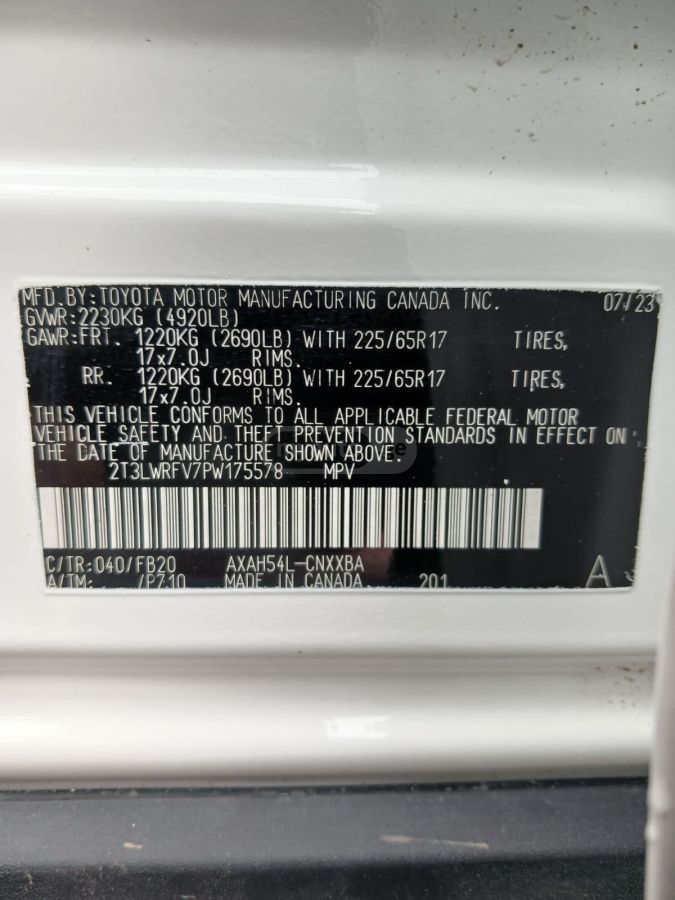 MFD.BY:TOYOTA MOTOR MANUFACTURING CANADA INC. 07/23
GVWR:2230KG (4920LB)
GAWR:FRT. 1220KG (2690LB) WITH 225/65R17 TIRES,
17x7.0J RIMS.
RR. 1220KG (2690LB) WITH 225/65R17 TIRES,
17x7.0J RIMS.
THIS VEHICLE CONFORMS TO ALL APPLICABLE FEDERAL MOTOR
VEHICLE SAFETY AND THEFT PREVENTION STANDARDS IN EFFECT ON
THE DATE OF MANUFACTURE SHOWN ABOVE.
2T3LWRFV7PW175578 MPV
C/TR:040/FB20 AXAH54L-CNXXBA
A/TM: /P710 MADE IN CANADA 201 A